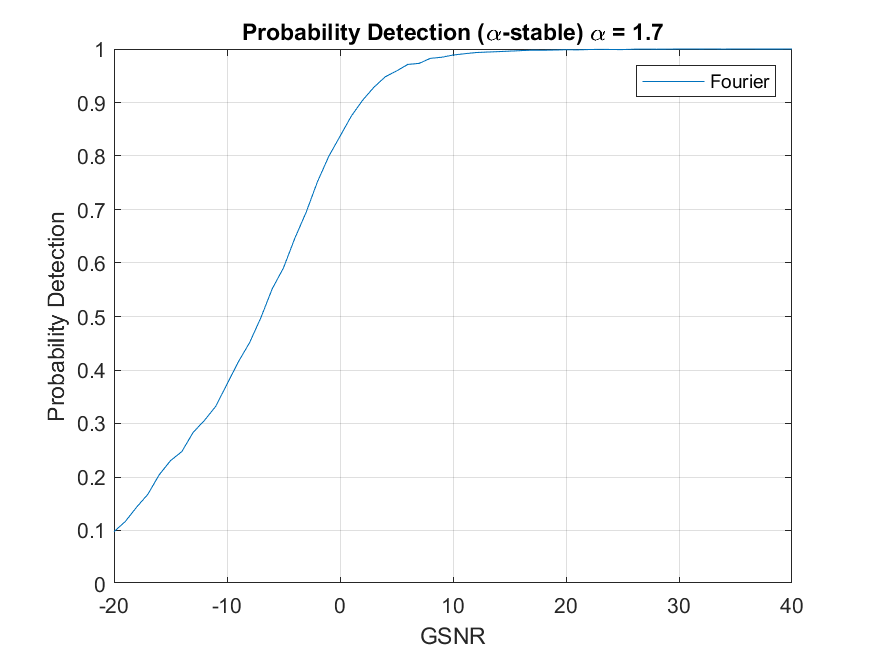 Probability Detection (α-stable) α = 1.7
Fourier
Probability Detection
1
0.9
0.8
0.7
0.6
0.5
0.4
0.3
0.2
0.1
0
-20 -10 0 10 20 30 40
GSNR